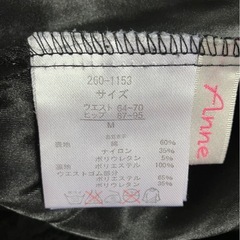 260-1153
サイズ
ウエスト 64-70
ヒップ 87-95
M
表地 綿 60%
ナイロン 35%
ポリウレタン 5%
裏地 ポリエステル 100%
ウエストゴム部分
ポリエステル 65%
ポリウレタン 35%
Anne